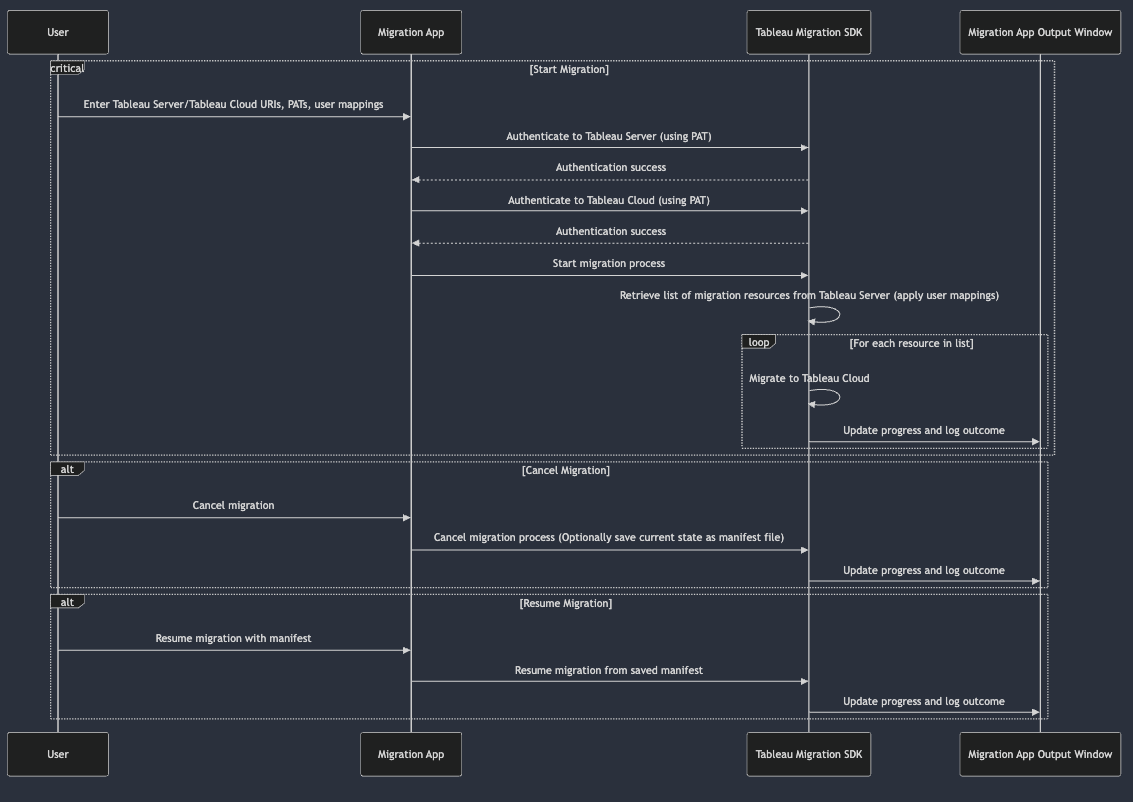 User
Migration App
Tableau Migration SDK
Migration App Output Window
critical
[Start Migration]
Enter Tableau Server/Tableau Cloud URIs, PATs, user mappings
Authenticate to Tableau Server (using PAT)
Authentication success
Authenticate to Tableau Cloud (using PAT)
Authentication success
Start migration process
Retrieve list of migration resources from Tableau Server (apply user mappings)
loop
[For each resource in list]
Migrate to Tableau Cloud
Update progress and log outcome
alt
[Cancel Migration]
Cancel migration
Cancel migration process (Optionally save current state as manifest file)
Update progress and log outcome
alt
[Resume Migration]
Resume migration with manifest
Resume migration from saved manifest
Update progress and log outcome
User
Migration App
Tableau Migration SDK
Migration App Output Window